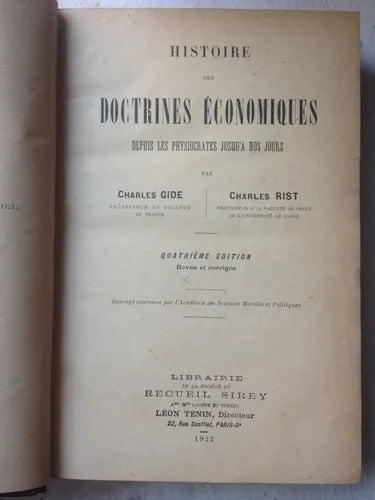 HISTOIRE
DES
DOCTRINES ÉCONOMIQUES
DEPUIS LES PHYSIOCRATES JUSQU'A NOS JOURS
PAR
CHARLES GIDE
PROFESSEUR AU COLLÈGE
DE FRANCE
CHARLES RIST
PROFESSEUR A LA FACULTÉ DE DROIT
DE L'UNIVERSITÉ DE PARIS
QUATRIÈME EDITION
Revue et corrigée
Ouvrage couronné par l'Académie des Sciences Morales et Politiques
LIBRAIRIE
DE LA SOCIÉTÉ DU
RECUEIL SIREY
LÉON TENIN, Directeur
22, Rue Soufflot, PARIS-5e
1922